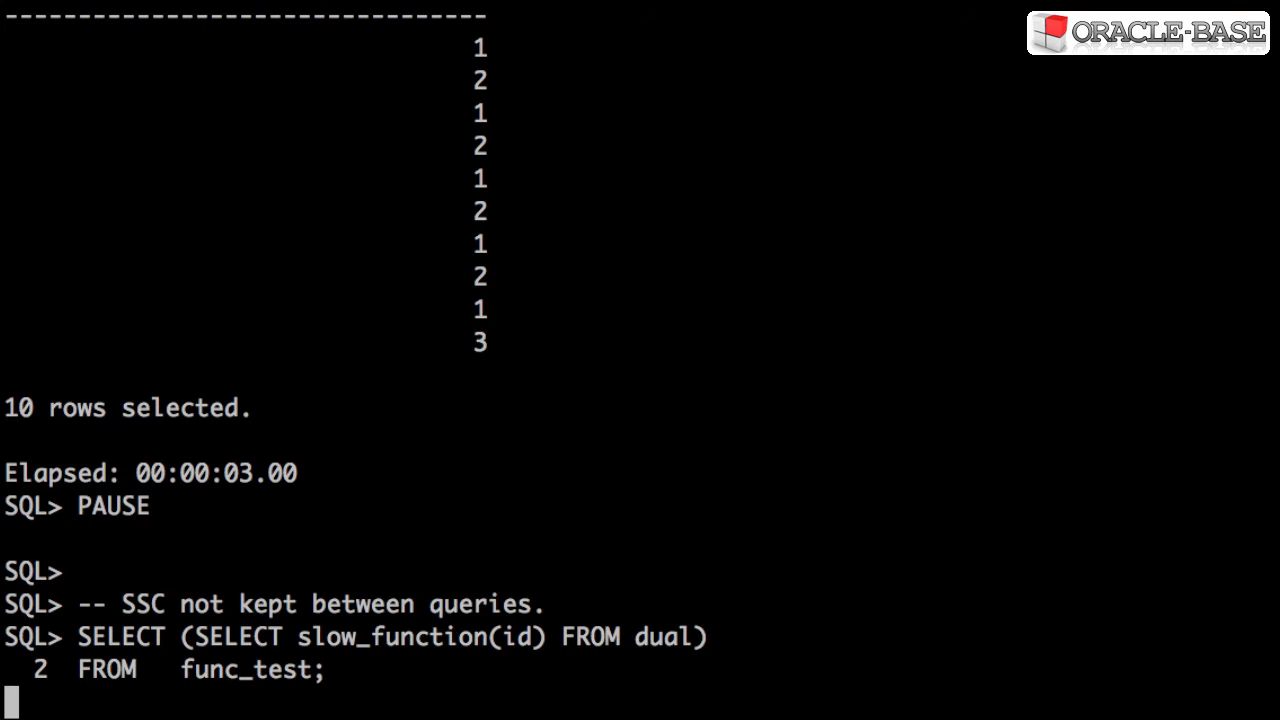 ---------------------------------
1
2
1
2
1
2
1
2
1
3
10 rows selected.
Elapsed: 00:00:03.00
SQL> PAUSE
SQL>
SQL> -- SSC not kept between queries.
SQL> SELECT (SELECT slow_function(id) FROM dual)
  2  FROM   func_test;
ORACLE-BASE